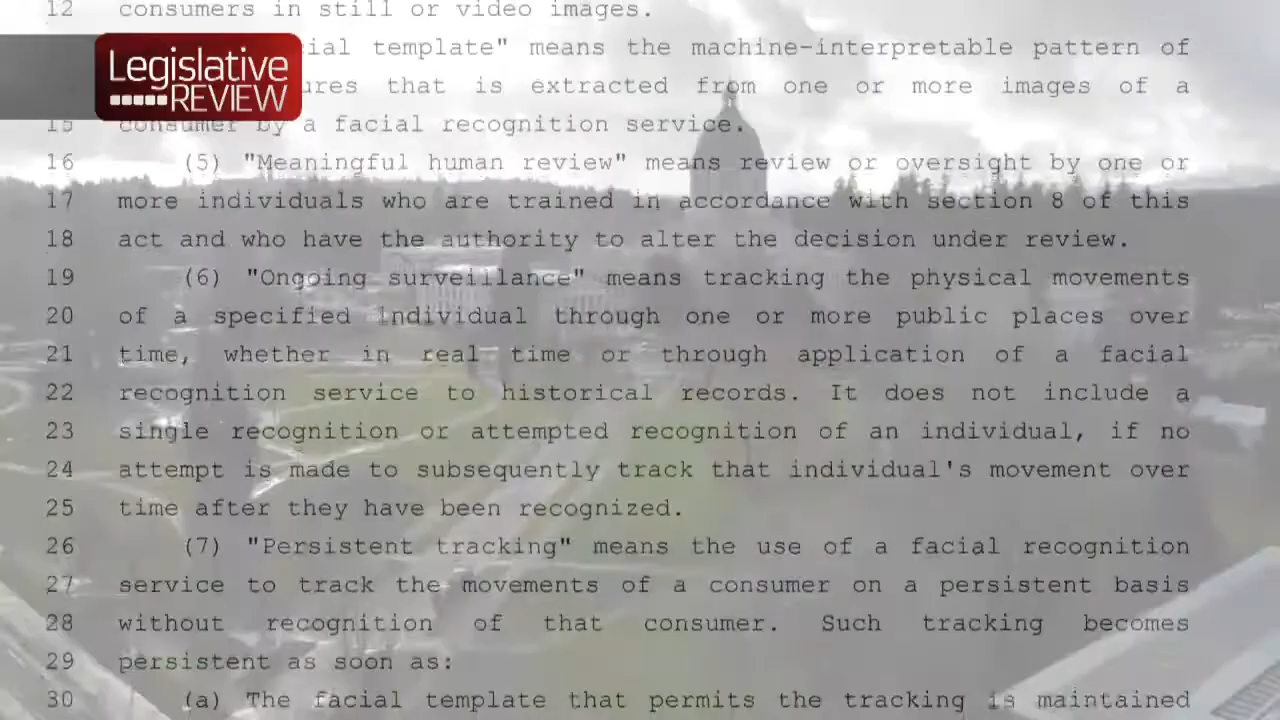 12 consumers in still or video images.
ial template" means the machine-interpretable pattern of
Legislative
REVIEW
ures that is extracted from one or more images of a
15 consumer by a facial recognition service.
16 (5) "Meaningful human review" means review or oversight by one or
17 more individuals who are trained in accordance with section 8 of this
18 act and who have the authority to alter the decision under review.
19 (6) "Ongoing surveillance" means tracking the physical movements
20 of a specified individual through one or more public places over
21 time, whether in real time or through application of a facial
22 recognition service to historical records. It does not include a
23 single recognition or attempted recognition of an individual, if no
24 attempt is made to subsequently track that individual's movement over
25 time after they have been recognized.
26 (7) "Persistent tracking" means the use of a facial recognition
27 service to track the movements of a consumer on a persistent basis
28 without recognition of that consumer. Such tracking becomes
29 persistent as soon as:
30 (a) The facial template that permits the tracking is maintained